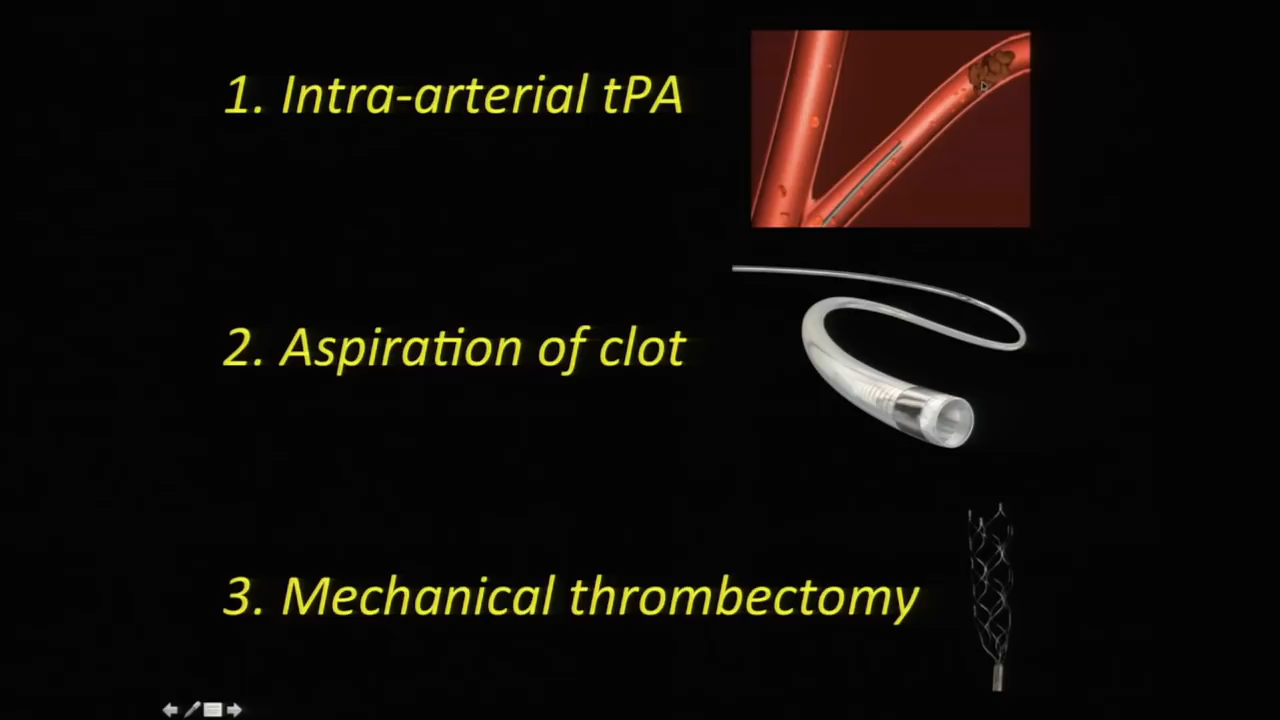 1. Intra-arterial tPA
2. Aspiration of clot
3. Mechanical thrombectomy